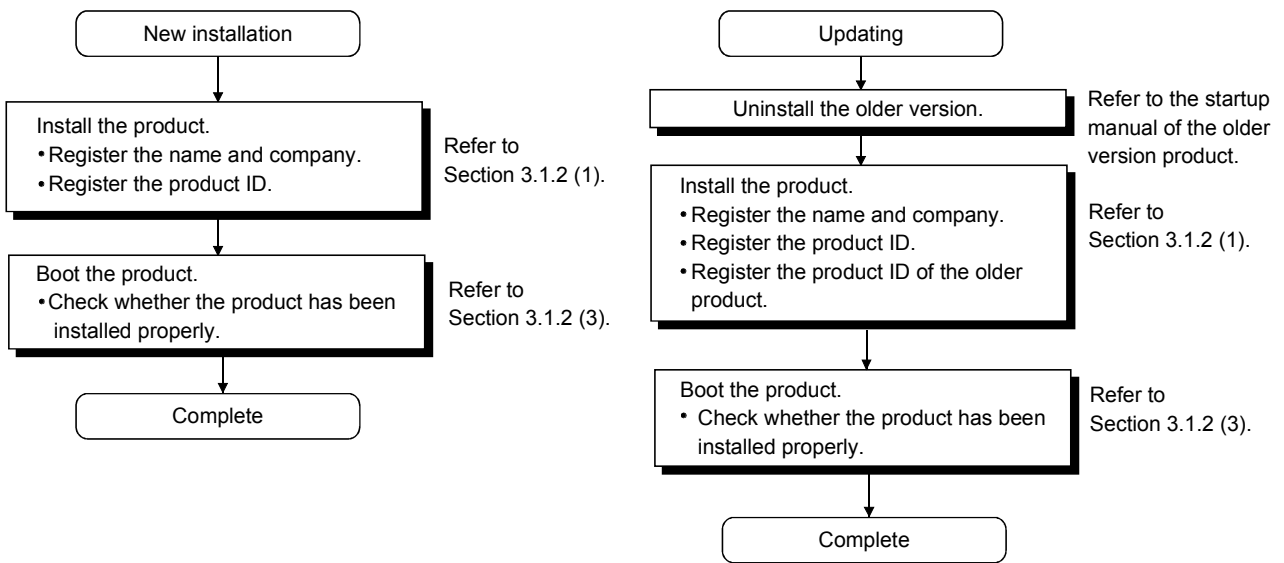 New installation
Install the product.
• Register the name and company.
• Register the product ID.
Refer to
Section 3.1.2 (1).
Boot the product.
• Check whether the product has been
installed properly.
Refer to
Section 3.1.2 (3).
Complete
Updating
Uninstall the older version.
Refer to the startup
manual of the older
version product.
Install the product.
• Register the name and company.
• Register the product ID.
• Register the product ID of the older
product.
Refer to
Section 3.1.2 (1).
Boot the product.
• Check whether the product has been
installed properly.
Refer to
Section 3.1.2 (3).
Complete